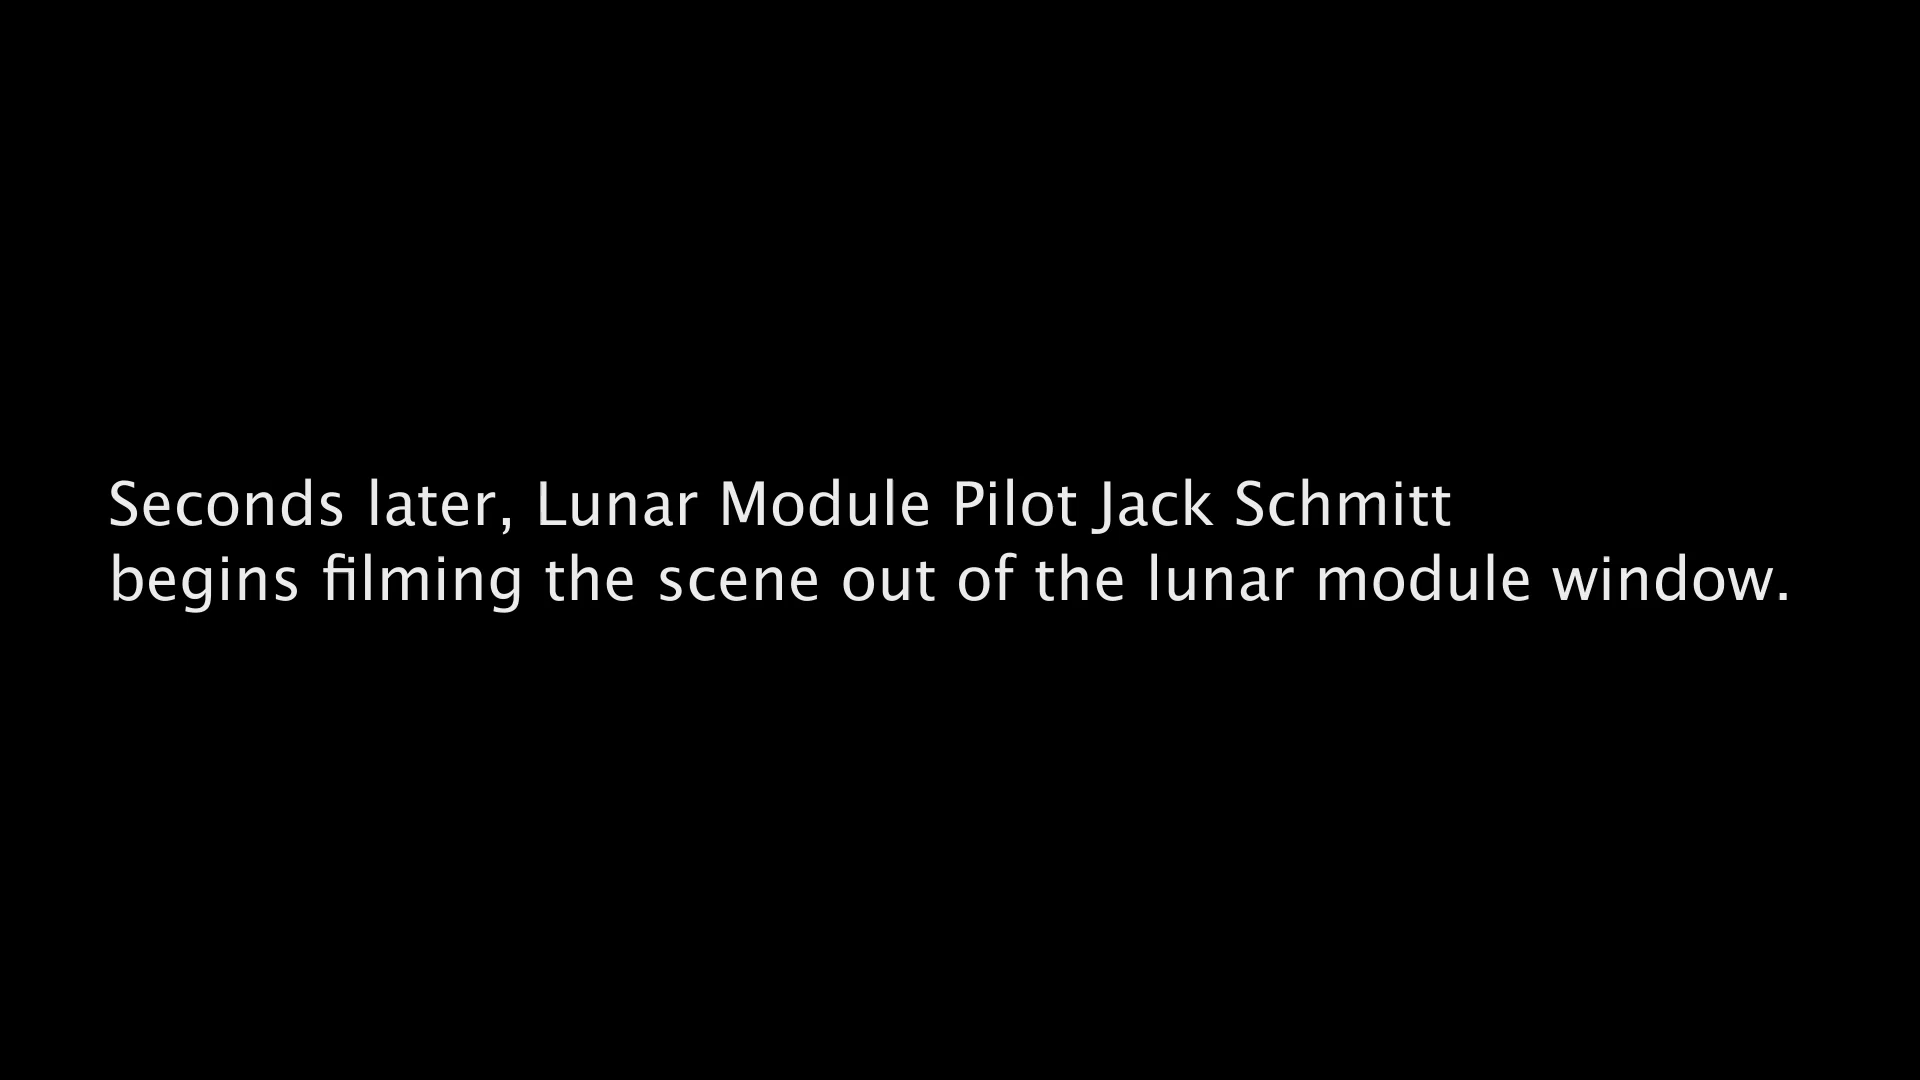 Seconds later, Lunar Module Pilot Jack Schmitt
begins filming the scene out of the lunar module window.